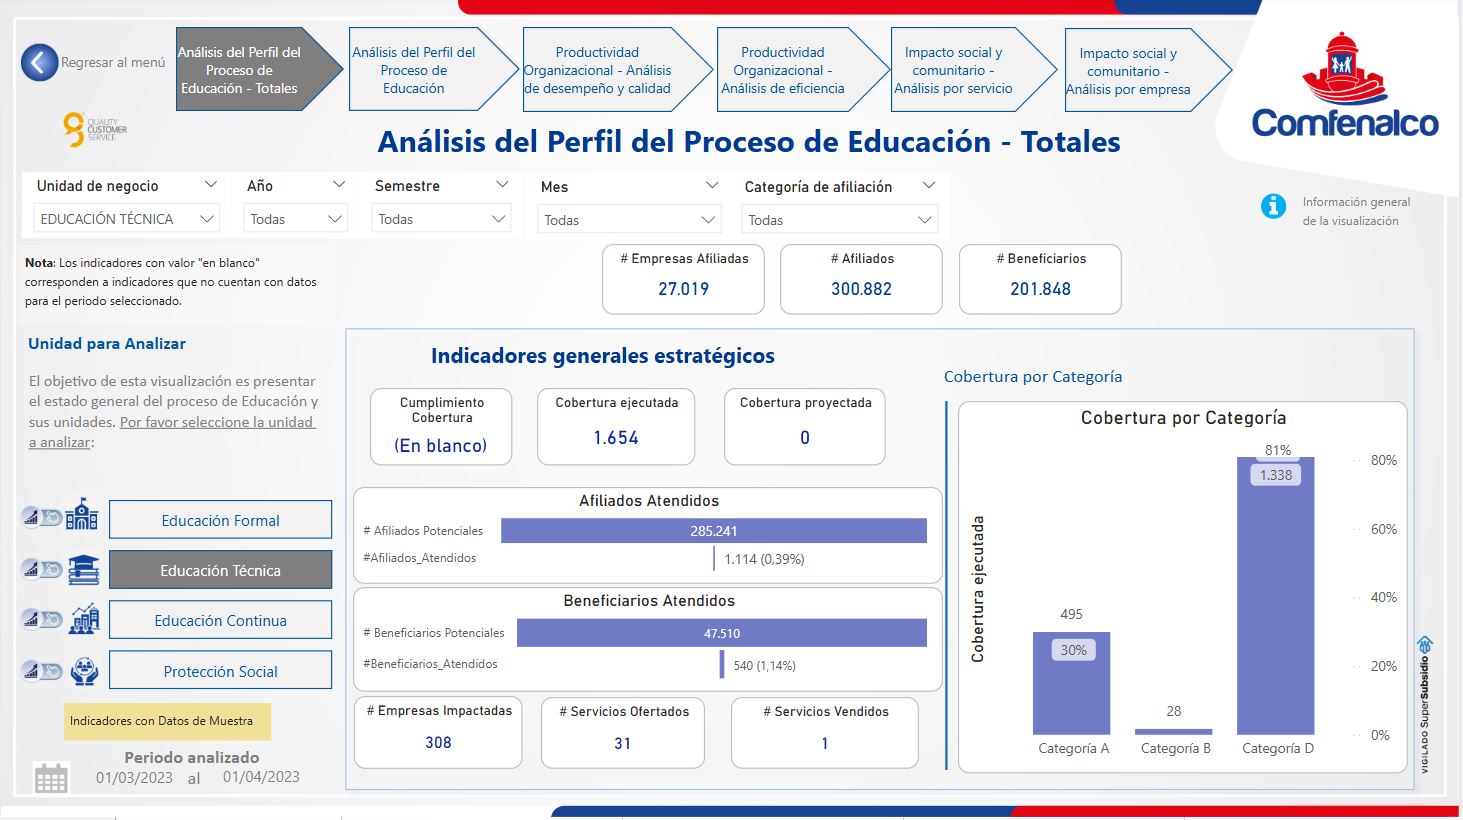 Regresar al menú
Análisis del Perfil del
Proceso de
Educación - Totales
Análisis del Perfil del
Proceso de
Educación
Productividad
Organizacional - Análisis
de desempeño y calidad
Productividad
Organizacional -
Análisis de eficiencia
Impacto social y
comunitario -
Análisis por servicio
Impacto social y
comunitario -
Análisis por empresa
Comfenalco
QUALITY
CUSTOMER
SERVICE
Análisis del Perfil del Proceso de Educación - Totales
Unidad de negocio
EDUCACIÓN TÉCNICA
Año
Todas
Semestre
Todas
Mes
Todas
Categoría de afiliación
Todas
Información general
de la visualización
Nota: Los indicadores con valor "en blanco"
corresponden a indicadores que no cuentan con datos
para el periodo seleccionado.
# Empresas Afiliadas
27.019
# Afiliados
300.882
# Beneficiarios
201.848
Unidad para Analizar
El objetivo de esta visualización es presentar
el estado general del proceso de Educación y
sus unidades. Por favor seleccione la unidad
a analizar:
Educación Formal
Educación Técnica
Educación Continua
Protección Social
Indicadores con Datos de Muestra
Periodo analizado
01/03/2023 al 01/04/2023
Indicadores generales estratégicos
Cumplimiento
Cobertura
(En blanco)
Cobertura ejecutada
1.654
Cobertura proyectada
0
Afiliados Atendidos
# Afiliados Potenciales
285.241
#Afiliados_Atendidos
1.114 (0,39%)
Beneficiarios Atendidos
# Beneficiarios Potenciales
47.510
#Beneficiarios_Atendidos
540 (1,14%)
# Empresas Impactadas
308
# Servicios Ofertados
31
# Servicios Vendidos
1
Cobertura por Categoría
Cobertura por Categoría
Cobertura ejecutada
495
30%
28
81%
1.338
80%
60%
40%
20%
0%
Categoría A
Categoría B
Categoría D
VIGILADO SuperSubsidio